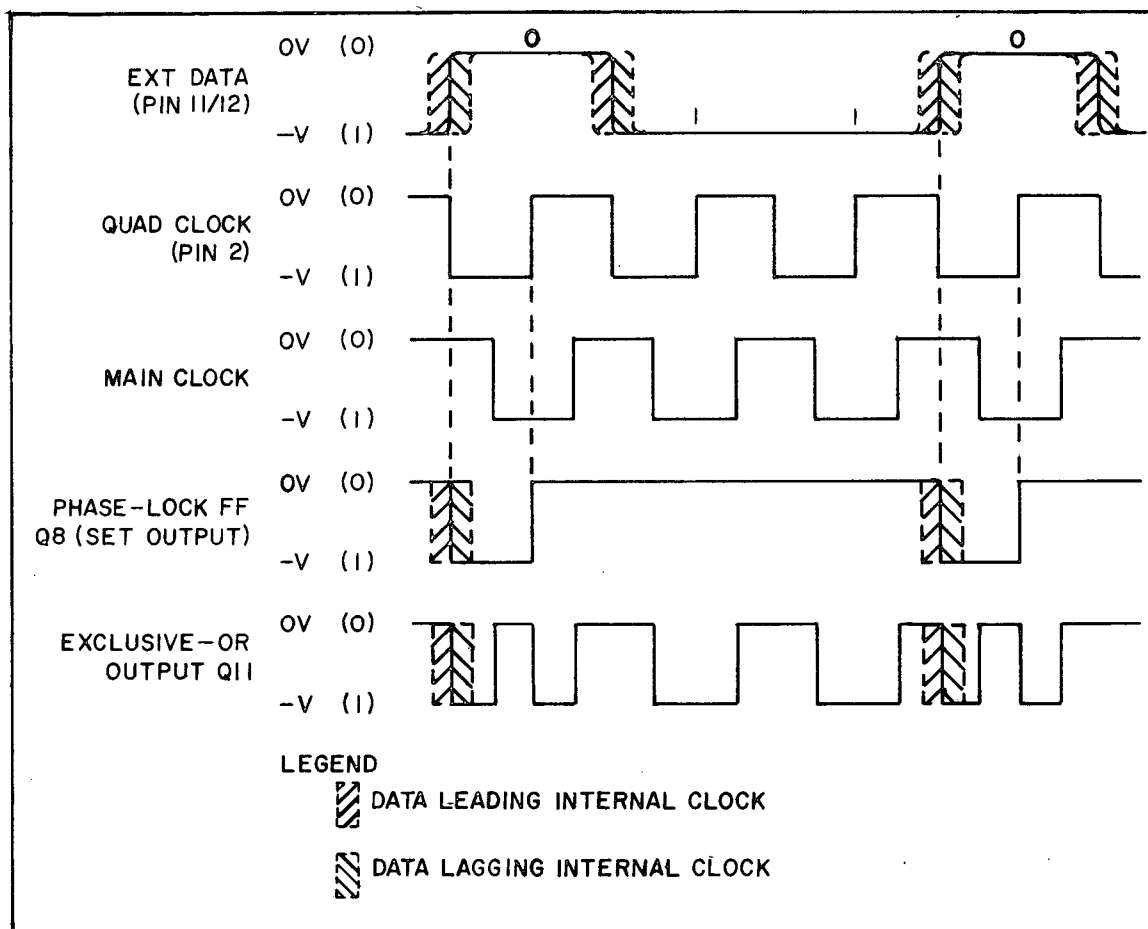 0 0
EXT DATA
(PIN 11/12)
0V (0)
-V (1)
QUAD CLOCK
(PIN 2)
0V (0)
-V (1)
MAIN CLOCK
0V (0)
-V (1)
PHASE-LOCK FF
Q8 (SET OUTPUT)
0V (0)
-V (1)
EXCLUSIVE-OR
OUTPUT Q11
0V (0)
-V (1)
LEGEND
DATA LEADING INTERNAL CLOCK
DATA LAGGING INTERNAL CLOCK